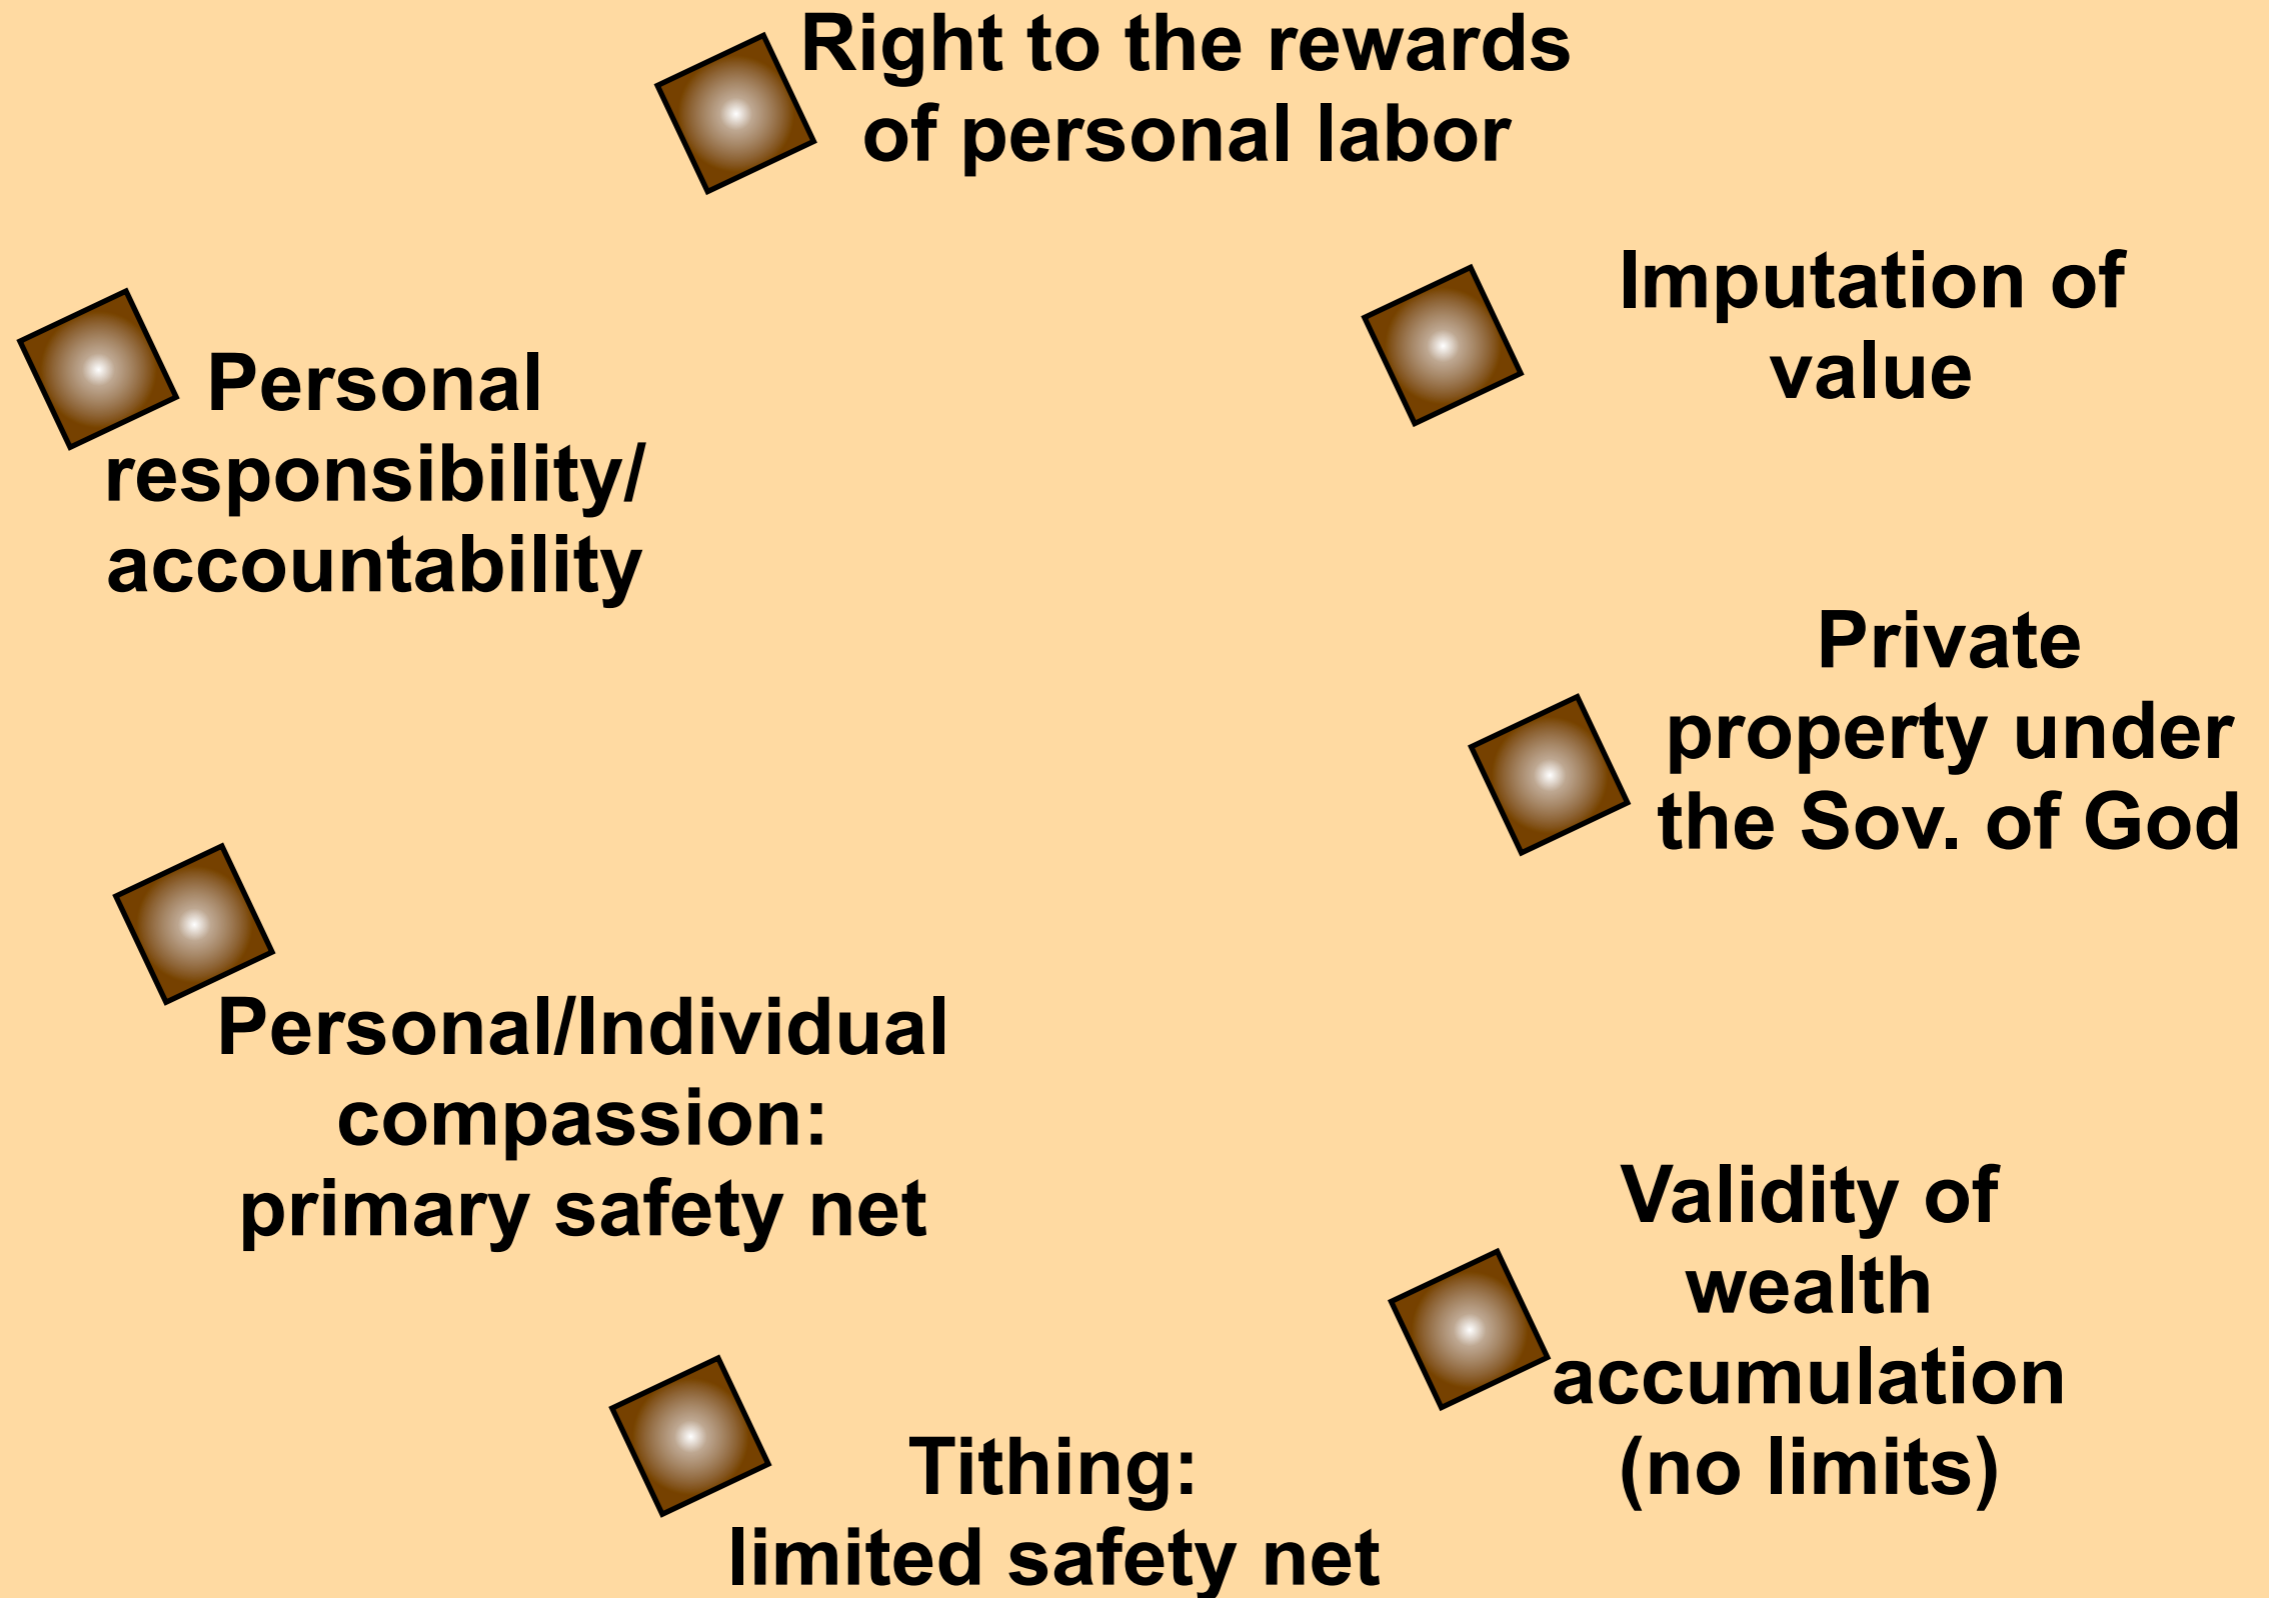 Right to the rewards
of personal labor
Imputation of
value
Personal
responsibility/
accountability
Private
property under
the Sov. of God
Personal/Individual
compassion:
primary safety net
Validity of
wealth
accumulation
(no limits)
Tithing:
limited safety net